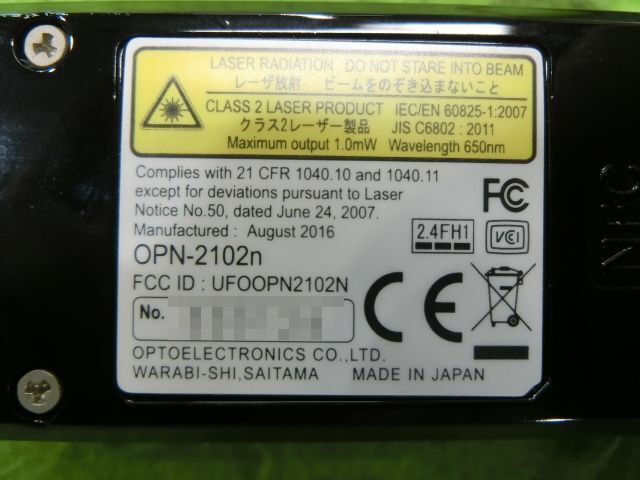 LASER RADIATION DO NOT STARE INTO BEAM
レーザ放射 ビームをのぞき込まないこと
CLASS 2 LASER PRODUCT IEC/EN 60825-1:2007
クラス2レーザー製品 JIS C6802 : 2011
Maximum output 1.0mW Wavelength 650nm
Complies with 21 CFR 1040.10 and 1040.11
except for deviations pursuant to Laser
Notice No.50, dated June 24, 2007.
Manufactured : August 2016
FC
2.4FH1
VCI
OPN-2102n
FCC ID : UFOOPN2102N
No.
CE
OPTOELECTRONICS CO.,LTD.
WARABI-SHI,SAITAMA MADE IN JAPAN
NFC